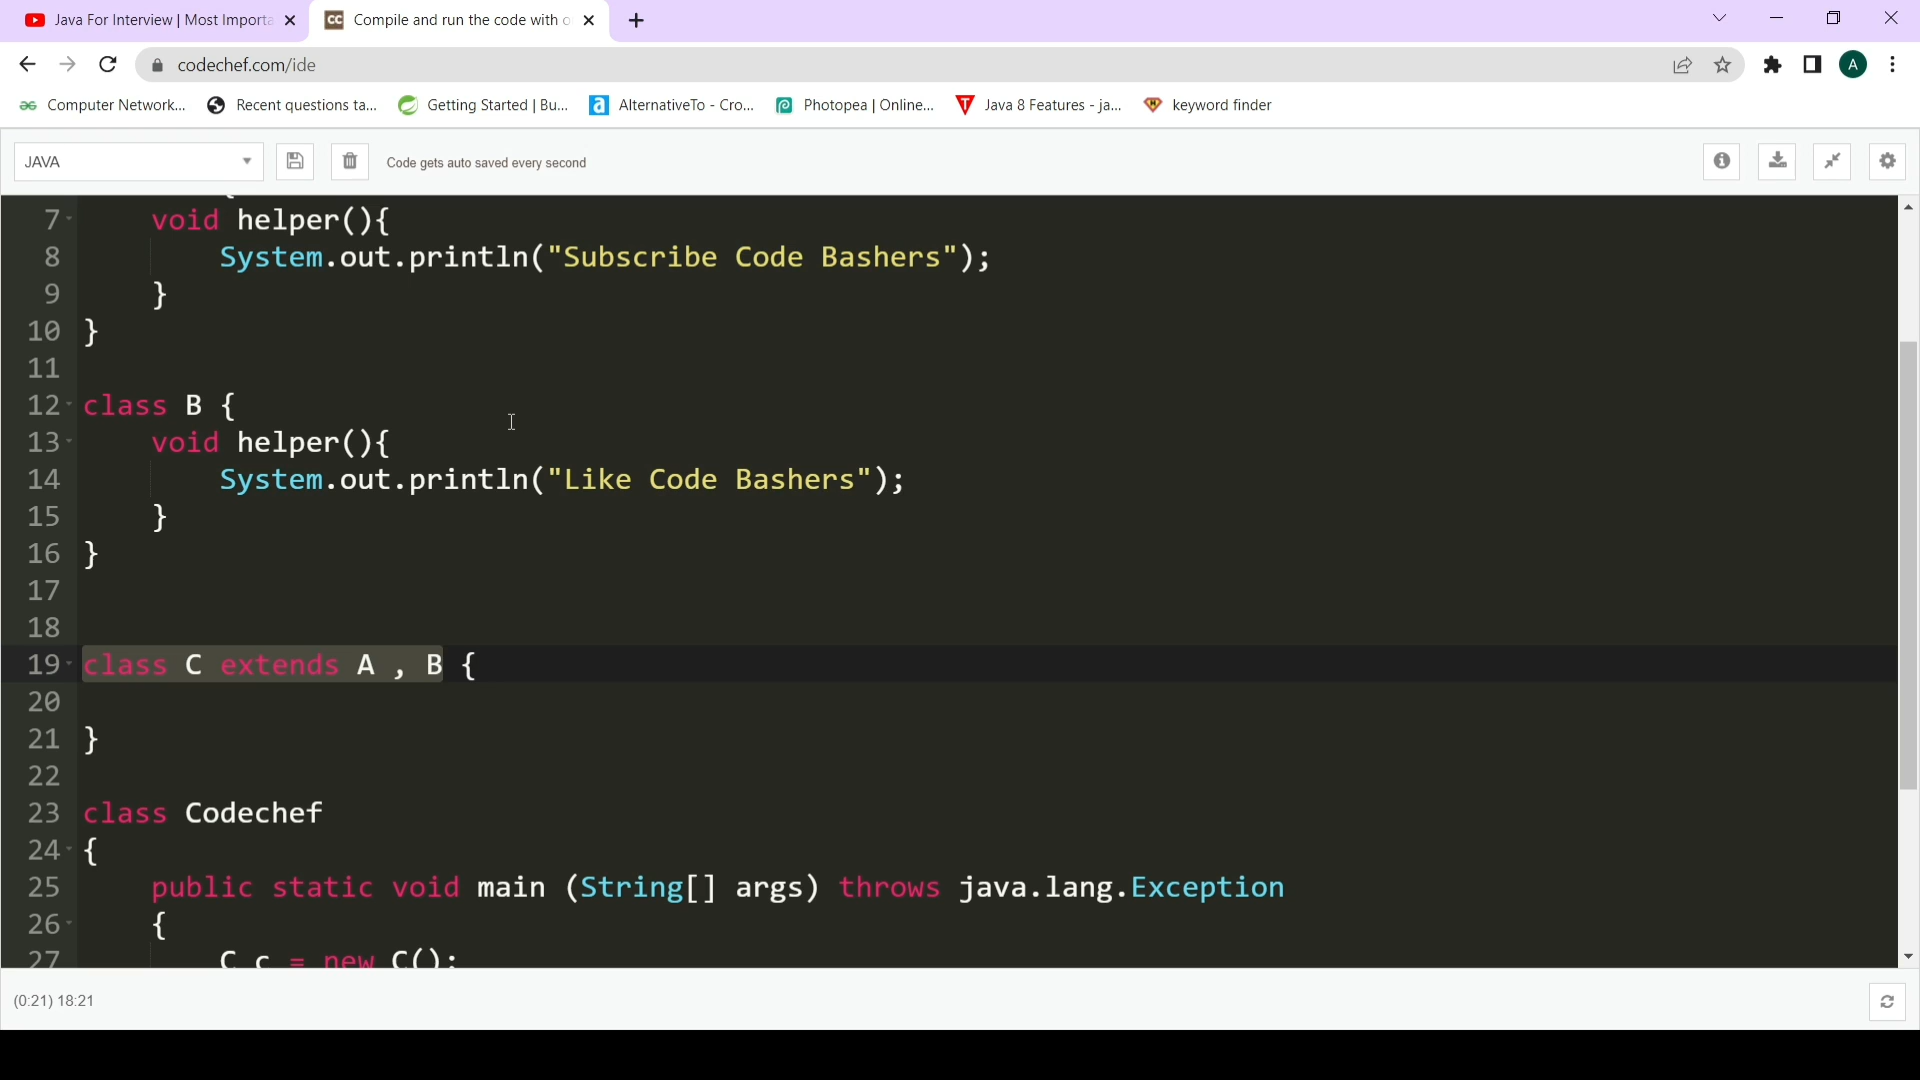 Java For Interview | Most Importa
Compile and run the code with o
codechef.com/ide
A
Computer Network...
Recent questions ta...
Getting Started | Bu...
AlternativeTo - Cro...
Photopea | Online...
Java 8 Features - ja...
keyword finder
JAVA
Code gets auto saved every second
7 void helper(){
8 System.out.println("Subscribe Code Bashers");
9 }
10 }
11
12 class B {
13 void helper(){
14 System.out.println("Like Code Bashers");
15 }
16 }
17
18
19 class C extends A , B {
20
21 }
22
23 class Codechef
24 {
25 public static void main (String[] args) throws java.lang.Exception
26 {
27 C c = new C();
(0:21) 18:21